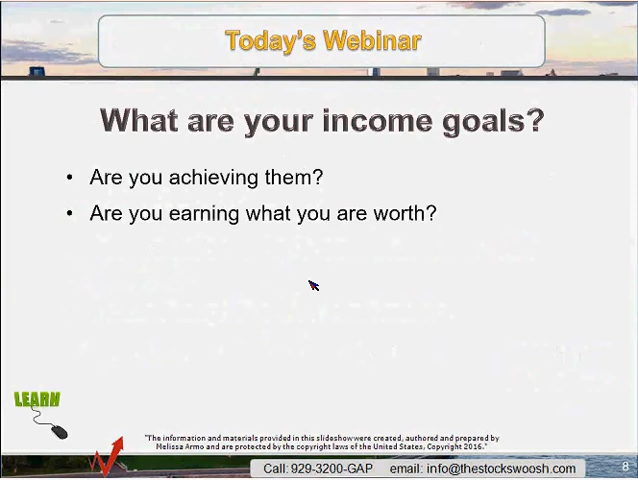 Today's Webinar
What are your income goals?
• Are you achieving them?
• Are you earning what you are worth?
LEARN
"The information and materials provided in this slideshow were created, authored and prepared by
Melissa Armo and are protected by the copyright laws of the United States. Copyright 2016."
Call: 929-3200-GAP email: info@thestockswoosh.com 8